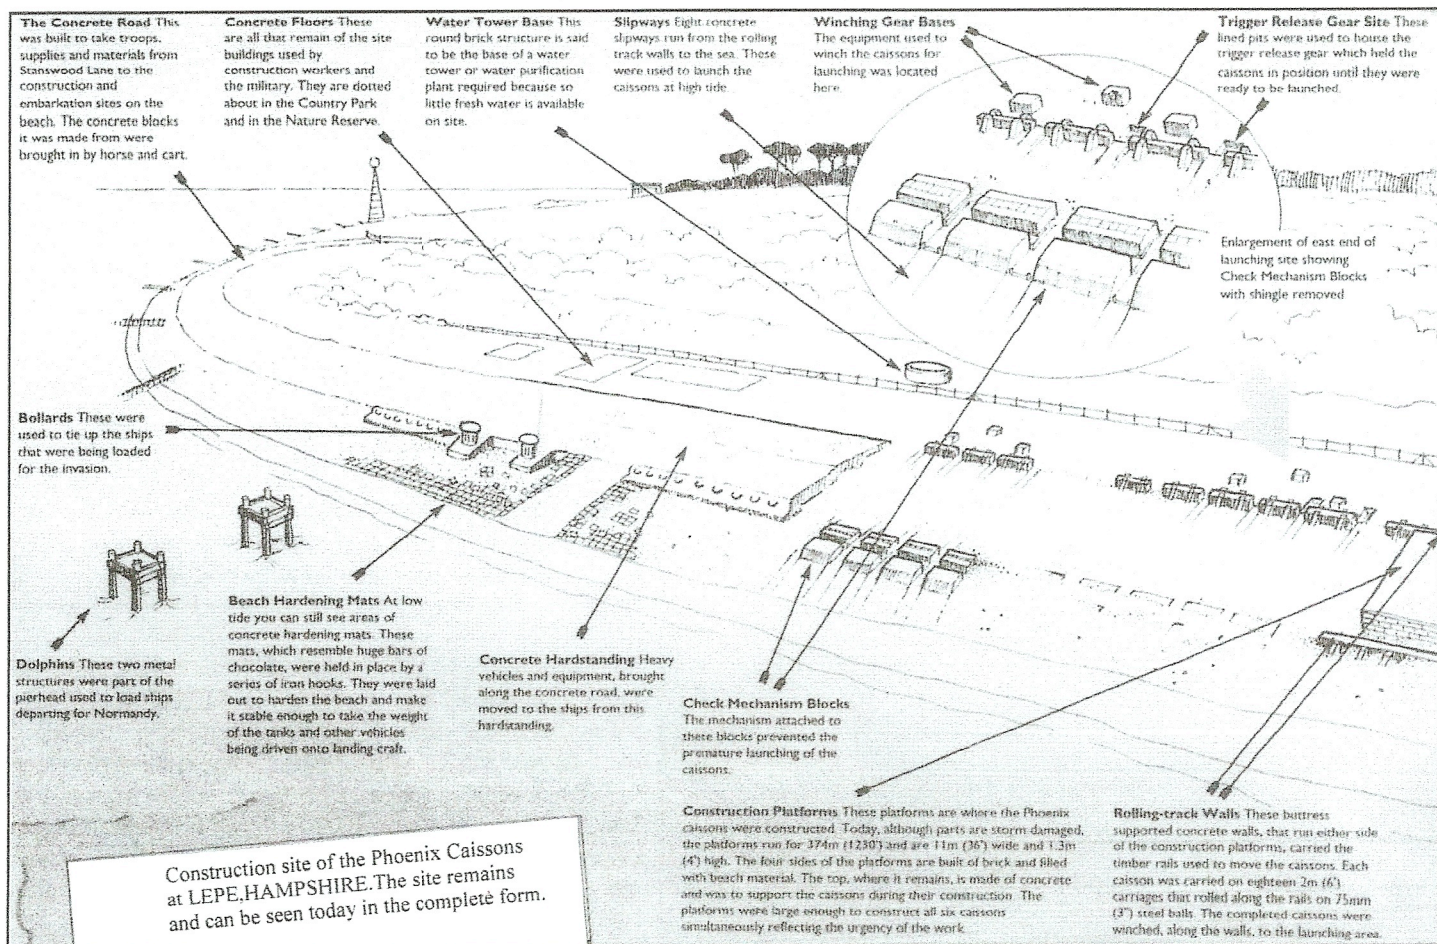 The Concrete Road This
was built to take troops,
supplies and materials from
Stanswood Lane to the
construction and
embarkation sites on the
beach. The concrete blocks
it was made from were
brought in by horse and cart.
Concrete Floors These
are all that remain of the site
buildings used by
construction workers and
the military. They are dotted
about in the Country Park
and in the Nature Reserve.
Water Tower Base This
round brick structure is said
to be the base of a water
tower or water purification
plant required because so
little fresh water is available
on site.
Slipways Eight concrete
slipways run from the rolling
track walls to the sea. These
were used to launch the
caissons at high tide.
Winching Gear Bases
The equipment used to
winch the caissons for
launching was located
here.
Trigger Release Gear Site These
lined pits were used to house the
trigger release gear which held the
caissons in position until they were
ready to be launched.
Enlargement of east end of
launching site showing
Check Mechanism Blocks
with shingle removed
Bollards These were
used to tie up the ships
that were being loaded
for the invasion.
Dolphins These two metal
structures were part of the
pierhead used to load ships
departing for Normandy.
Beach Hardening Mats At low
tide you can still see areas of
concrete hardening mats. These
mats, which resemble huge bars of
chocolate, were held in place by a
series of iron hooks. They were laid
out to harden the beach and make
it stable enough to take the weight
of the tanks and other vehicles
being driven onto landing craft.
Concrete Hardstanding Heavy
vehicles and equipment, brought
along the concrete road, were
moved to the ships from this
hardstanding.
Check Mechanism Blocks
The mechanism attached to
these blocks prevented the
premature launching of the
caissons.
Construction Platforms These platforms are where the Phoenix
caissons were constructed. Today, although parts are storm damaged,
the platforms run for 374m (1230') and are 11m (36') wide and 1.3m
(4') high. The four sides of the platforms are built of brick and filled
with beach material. The top, where it remains, is made of concrete
and was to support the caissons during their construction. The
platforms were large enough to construct all six caissons
simultaneously reflecting the urgency of the work.
Rolling-track Walls These buttress
supported concrete walls, that run either side
of the construction platforms, carried the
timber rails used to move the caissons. Each
caisson was carried on eighteen 2m (6')
carriages that rolled along the rails on 75mm
(3") steel balls. The completed caissons were
winched, along the walls, to the launching area.
Construction site of the Phoenix Caissons
at LEPE,HAMPSHIRE.The site remains
and can be seen today in the complete form.